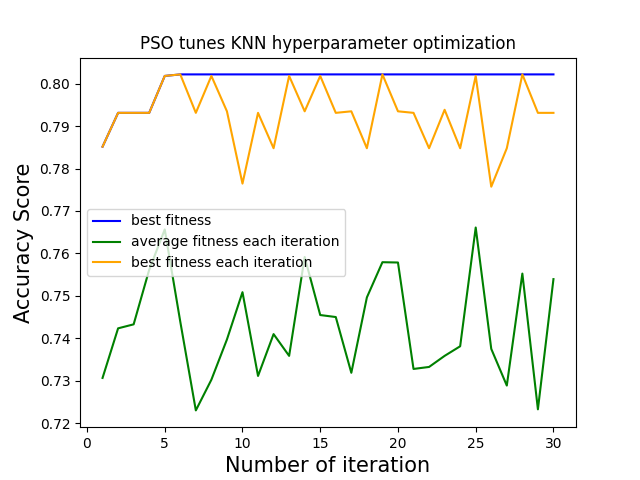 PSO tunes KNN hyperparameter optimization
0.80
0.79
0.78
0.77
0.76
0.75
0.74
0.73
0.72
Accuracy Score
best fitness
average fitness each iteration
best fitness each iteration
0 5 10 15 20 25 30
Number of iteration